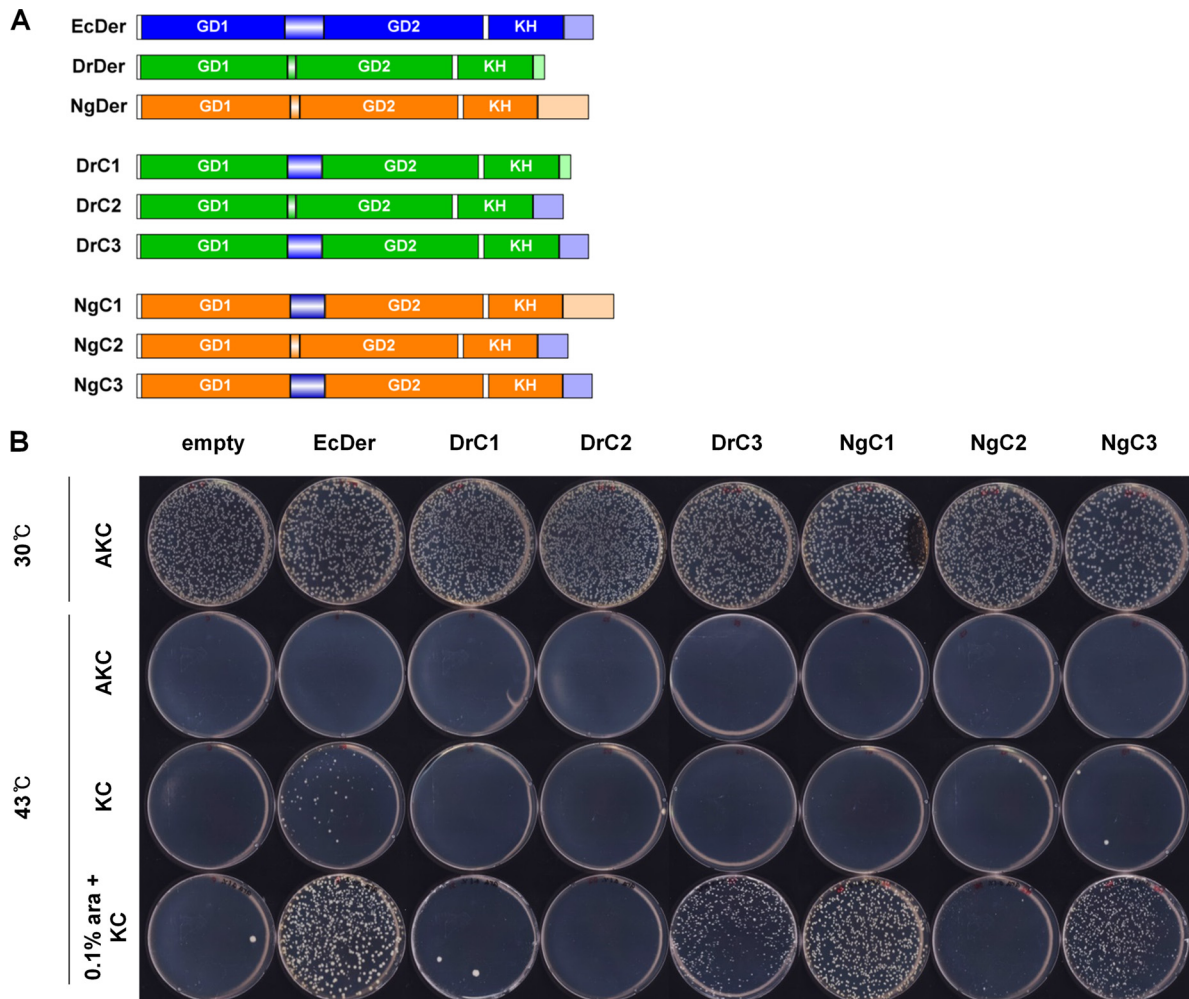 A
EcDer GD1 GD2 KH
DrDer GD1 GD2 KH
NgDer GD1 GD2 KH
DrC1 GD1 GD2 KH
DrC2 GD1 GD2 KH
DrC3 GD1 GD2 KH
NgC1 GD1 GD2 KH
NgC2 GD1 GD2 KH
NgC3 GD1 GD2 KH
B
empty EcDer DrC1 DrC2 DrC3 NgC1 NgC2 NgC3
30℃ AKC
43℃ AKC
KC
0.1% ara +
KC